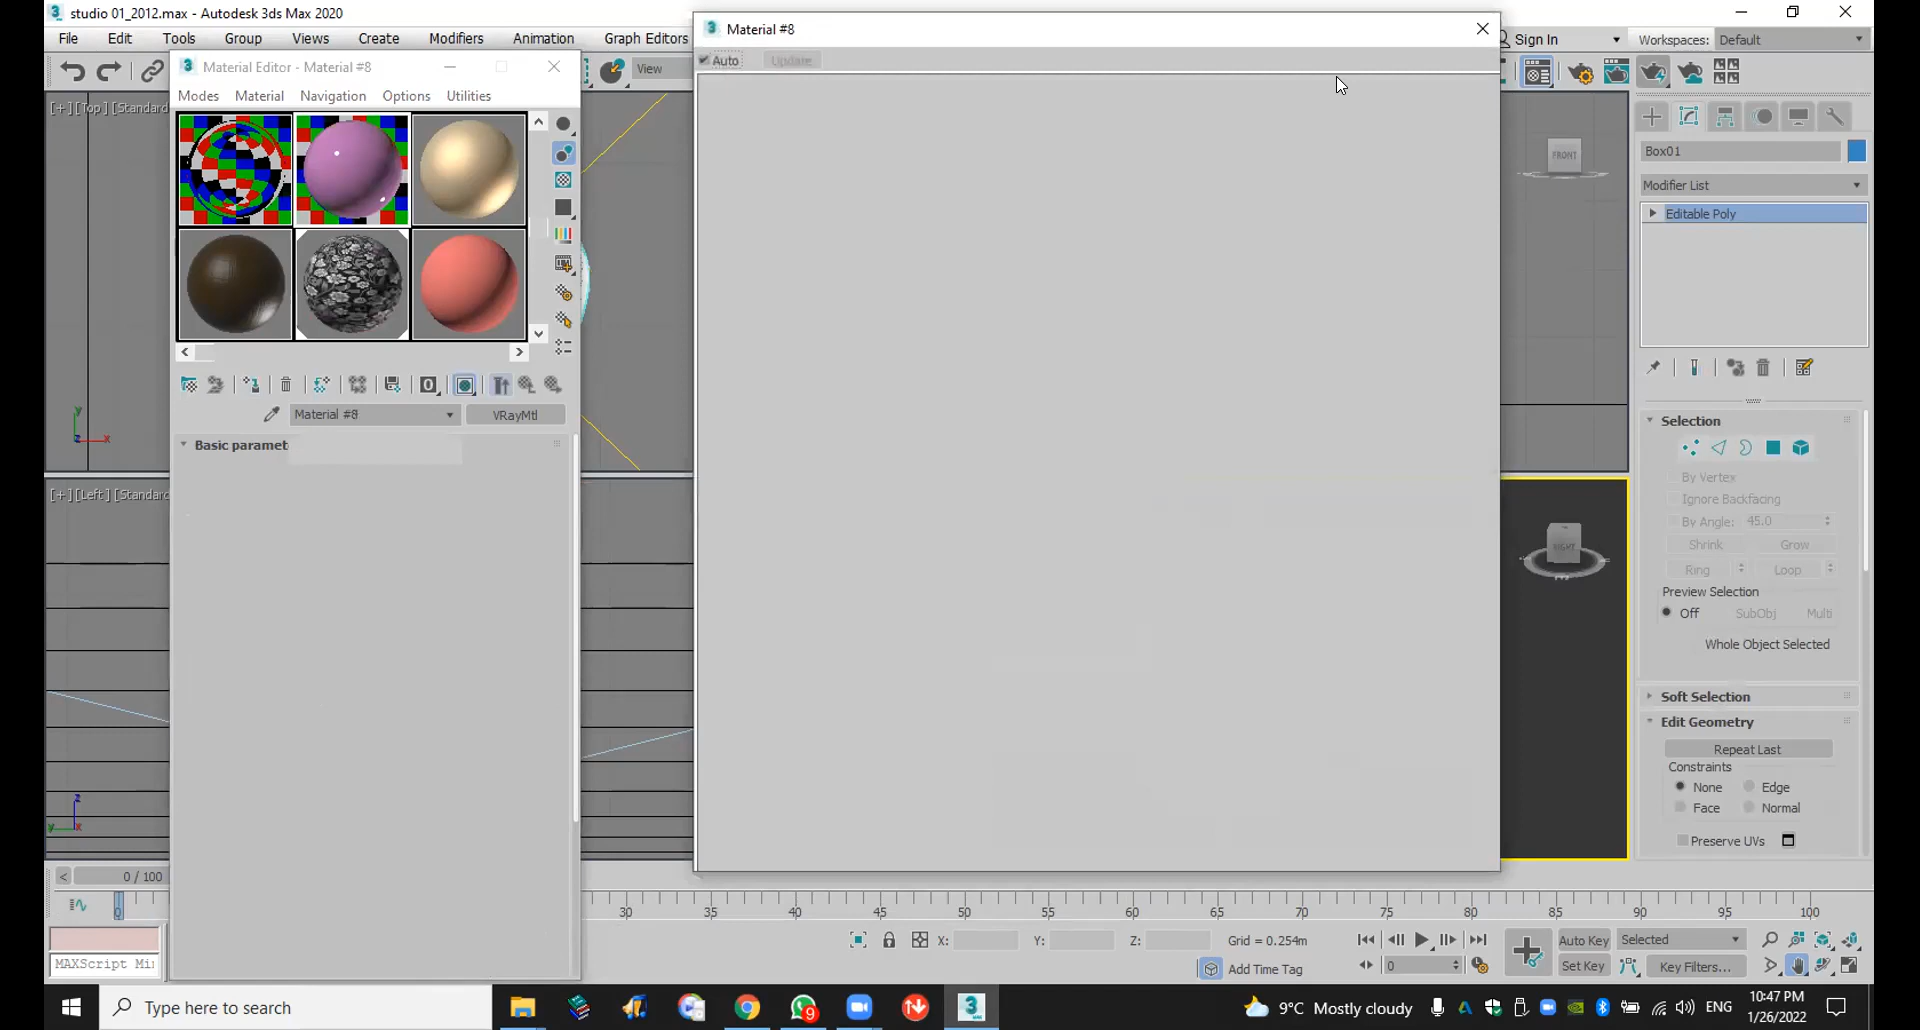 studio 01_2012.max - Autodesk 3ds Max 2020
File Edit Tools Group Views Create Modifiers Animation Graph Editors
Sign In Workspaces: Default
View
Material Editor - Material #8
Modes Material Navigation Options Utilities
Material #8 VRayMtl
Basic paramet
Material #8
Auto Update
[+] [Top] [Standard
[+] [Left] [Standard
FRONT
RIGHT
Box01
Modifier List
Editable Poly
Selection
By Vertex
Ignore Backfacing
By Angle: 45.0
Shrink Grow
Ring Loop
Preview Selection
Off SubObj Multi
Whole Object Selected
Soft Selection
Edit Geometry
Repeat Last
Constraints
None Edge
Face Normal
Preserve UVs
0 / 100
0 30 35 40 45 50 55 60 65 70 75 80 85 90 95 100
X: Y: Z: Grid = 0.254m
Auto Key Selected
MAXScript Mi
Add Time Tag
0
Set Key Key Filters...
Type here to search
9
9°C Mostly cloudy
ENG
10:47 PM
1/26/2022